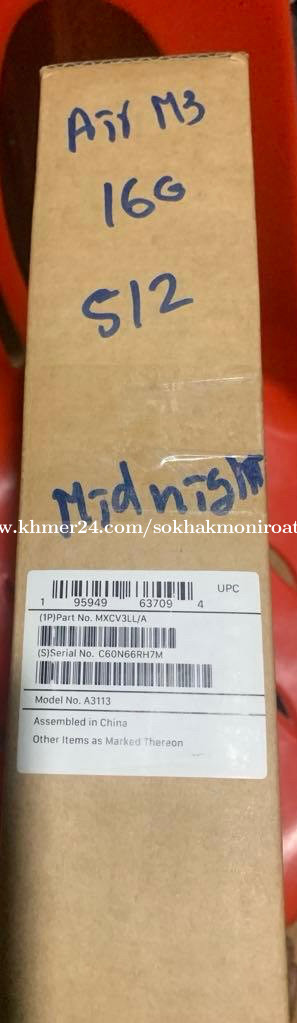 Air M3
16G
512
Midnight
w.khmer24.com/sokhakmoniroat
UPC
1 95949 63709 4
(1P)Part No. MXCV3LL/A
(S)Serial No. C60N66RH7M
Model No. A3113
Assembled in China
Other Items as Marked Thereon